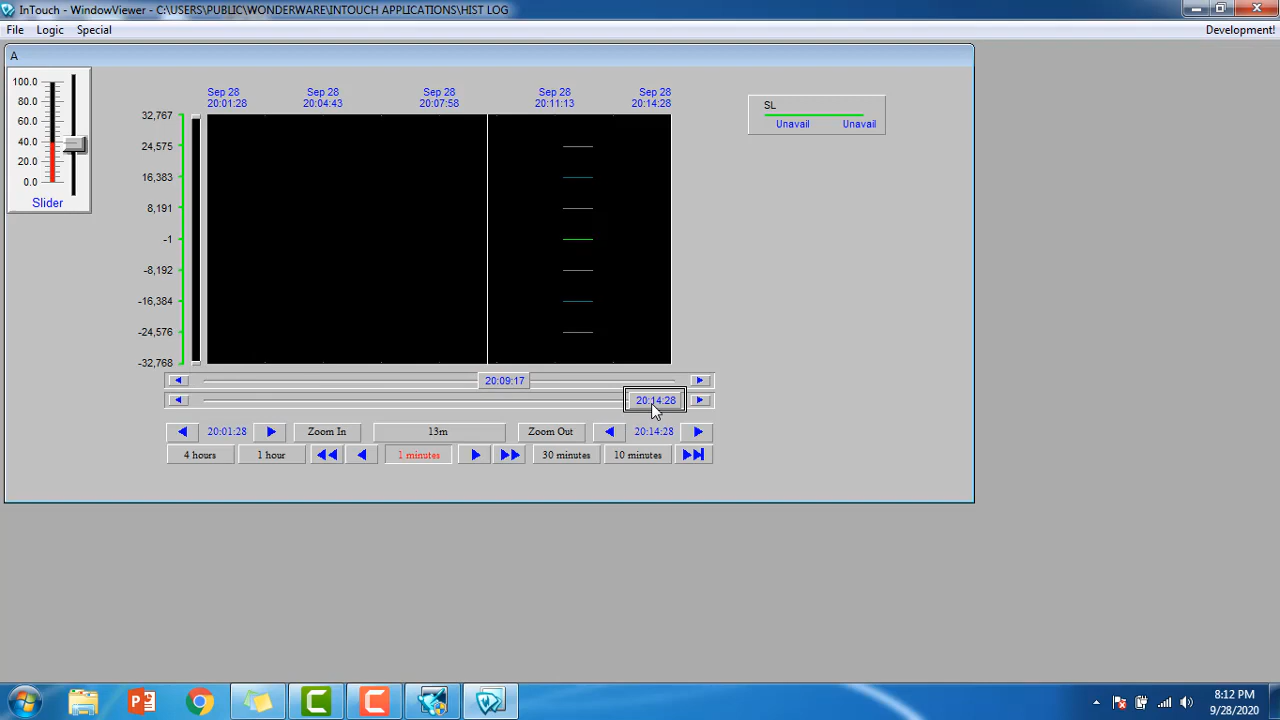 InTouch - WindowViewer - C:\USERS\PUBLIC\WONDERWARE\INTOUCH APPLICATIONS\HIST LOG
File Logic Special Development!
A
100.0
80.0
60.0
40.0
20.0
0.0
Slider
Sep 28 Sep 28 Sep 28 Sep 28 Sep 28
20:01:28 20:04:43 20:07:58 20:11:13 20:14:28
32,767
24,575
16,383
8,191
-1
-8,192
-16,384
-24,576
-32,768
SL
Unavail Unavail
20:09:17
20:14:28
20:01:28 Zoom In 13m Zoom Out 20:14:28
4 hours 1 hour 1 minutes 30 minutes 10 minutes
8:12 PM
9/28/2020